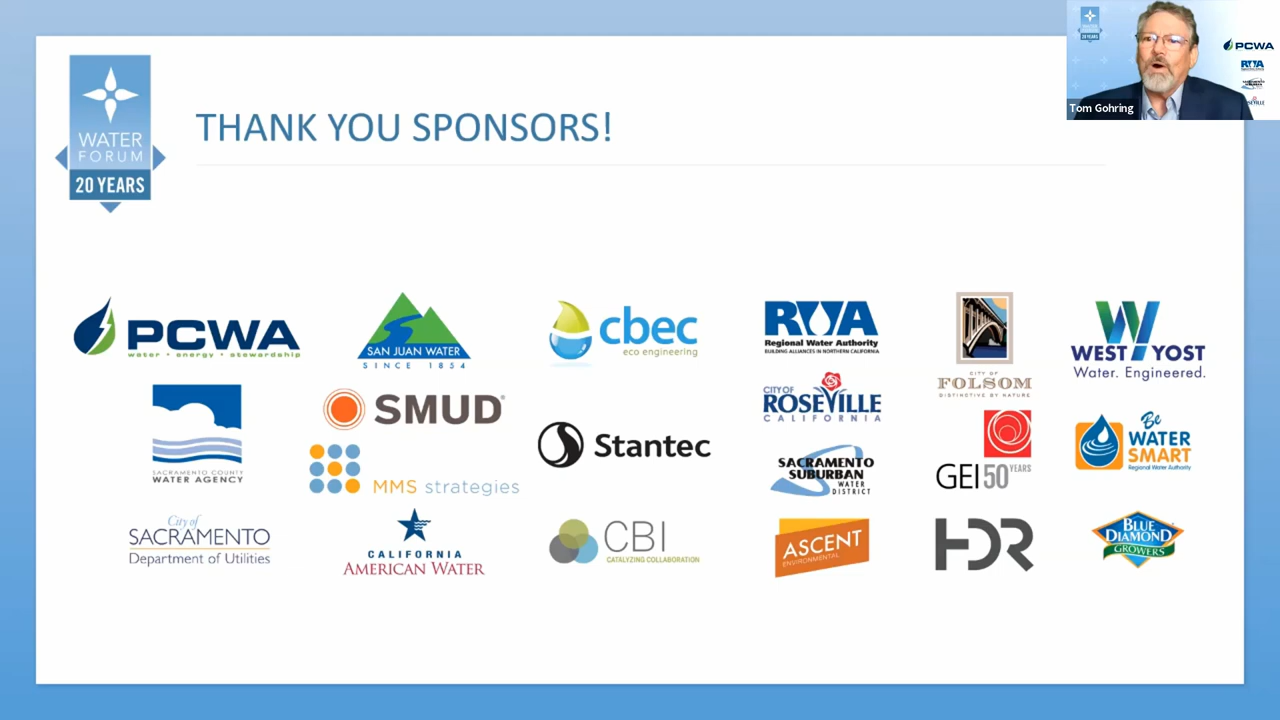 WATER
FORUM
20 YEARS
THANK YOU SPONSORS!
Tom Gohring
PCWA
RWA
PCWA
water • energy • stewardship
SAN JUAN WATER
SINCE 1854
cbec
eco engineering
RWA
Regional Water Authority
BUILDING ALLIANCES IN NORTHERN CALIFORNIA
CITY OF
FOLSOM
DISTINCTIVE BY NATURE
WEST YOST
Water. Engineered.
SACRAMENTO COUNTY
WATER AGENCY
SMUD®
MMS strategies
Stantec
CITY OF
ROSEVILLE
CALIFORNIA
SACRAMENTO
SUBURBAN
WATER
DISTRICT
GEI 50 YEARS
Be
WATER
SMART
Regional Water Authority
City of
SACRAMENTO
Department of Utilities
CALIFORNIA
AMERICAN WATER
CBI
CATALYZING COLLABORATION
ASCENT
ENVIRONMENTAL
HDR
BLUE
DIAMOND
GROWERS